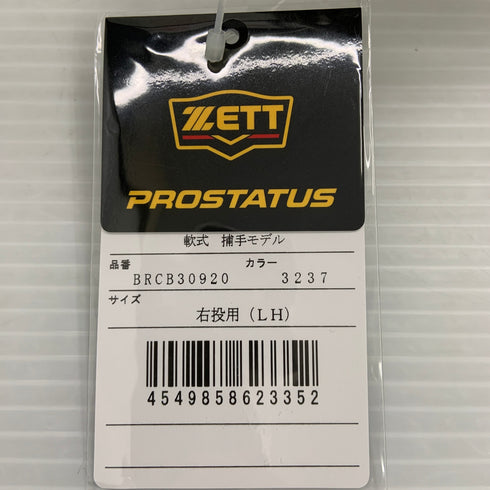 ZETT
PROSTATUS
軟式 捕手モデル
品番 カラー
BRCB30920 3237
サイズ
右投用(LH)
4549858623352